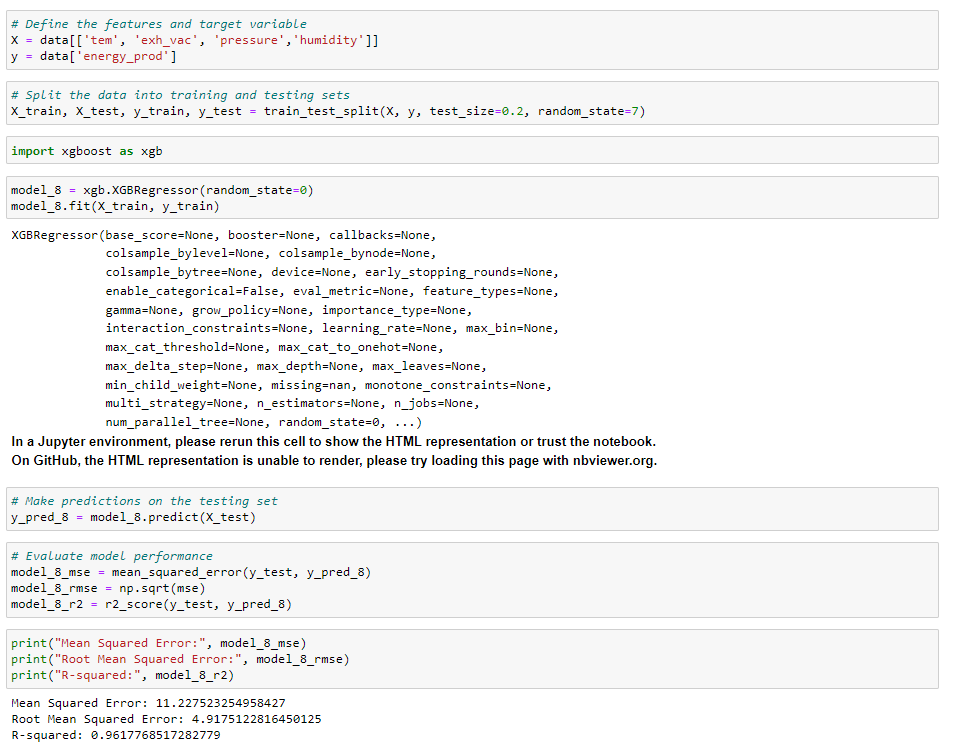 # Define the features and target variable
X = data[['tem', 'exh_vac', 'pressure','humidity']]
y = data['energy_prod']
# Split the data into training and testing sets
X_train, X_test, y_train, y_test = train_test_split(X, y, test_size=0.2, random_state=7)
import xgboost as xgb
model_8 = xgb.XGBRegressor(random_state=0)
model_8.fit(X_train, y_train)
XGBRegressor(base_score=None, booster=None, callbacks=None,
colsample_bylevel=None, colsample_bynode=None,
colsample_bytree=None, device=None, early_stopping_rounds=None,
enable_categorical=False, eval_metric=None, feature_types=None,
gamma=None, grow_policy=None, importance_type=None,
interaction_constraints=None, learning_rate=None, max_bin=None,
max_cat_threshold=None, max_cat_to_onehot=None,
max_delta_step=None, max_depth=None, max_leaves=None,
min_child_weight=None, missing=nan, monotone_constraints=None,
multi_strategy=None, n_estimators=None, n_jobs=None,
num_parallel_tree=None, random_state=0, ...)
In a Jupyter environment, please rerun this cell to show the HTML representation or trust the notebook.
On GitHub, the HTML representation is unable to render, please try loading this page with nbviewer.org.
# Make predictions on the testing set
y_pred_8 = model_8.predict(X_test)
# Evaluate model performance
model_8_mse = mean_squared_error(y_test, y_pred_8)
model_8_rmse = np.sqrt(mse)
model_8_r2 = r2_score(y_test, y_pred_8)
print("Mean Squared Error:", model_8_mse)
print("Root Mean Squared Error:", model_8_rmse)
print("R-squared:", model_8_r2)
Mean Squared Error: 11.227523254958427
Root Mean Squared Error: 4.9175122816450125
R-squared: 0.9617768517282779